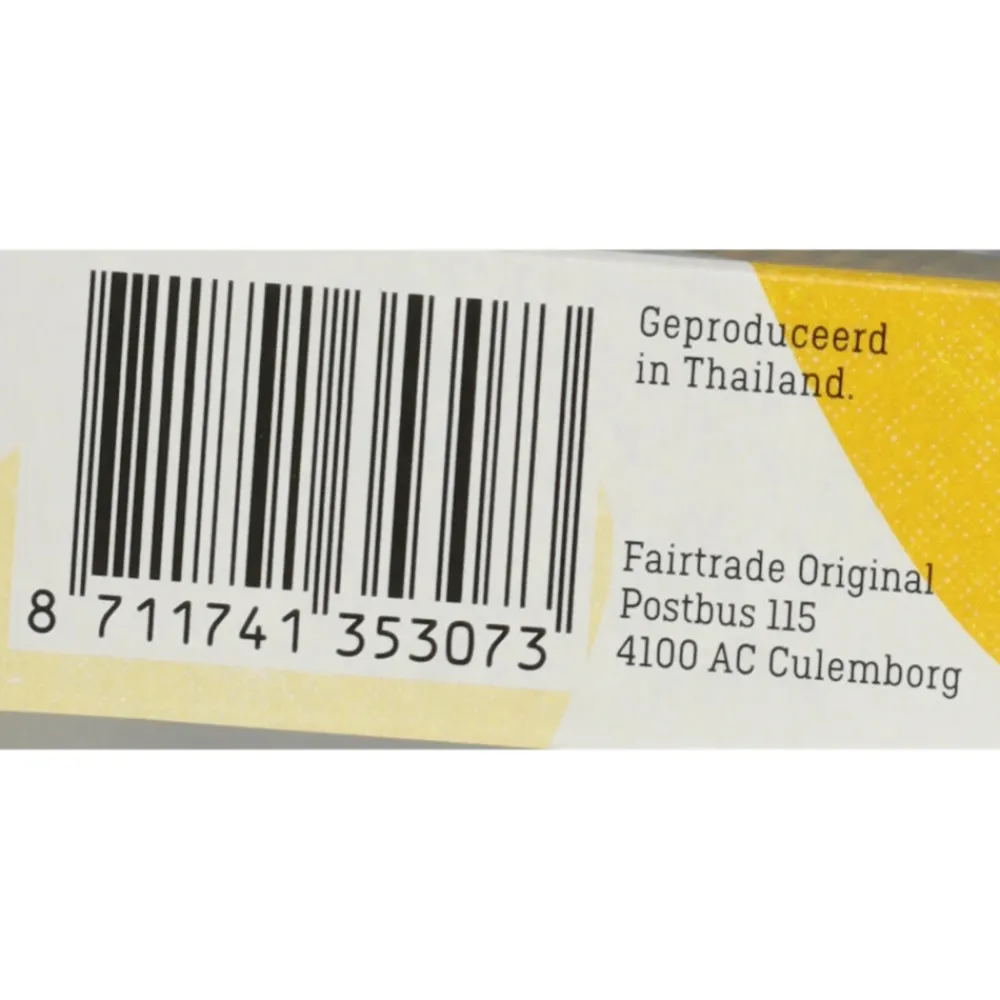 Geproduceerd
in Thailand.
Fairtrade Original
Postbus 115
4100 AC Culemborg
8 711741 353073